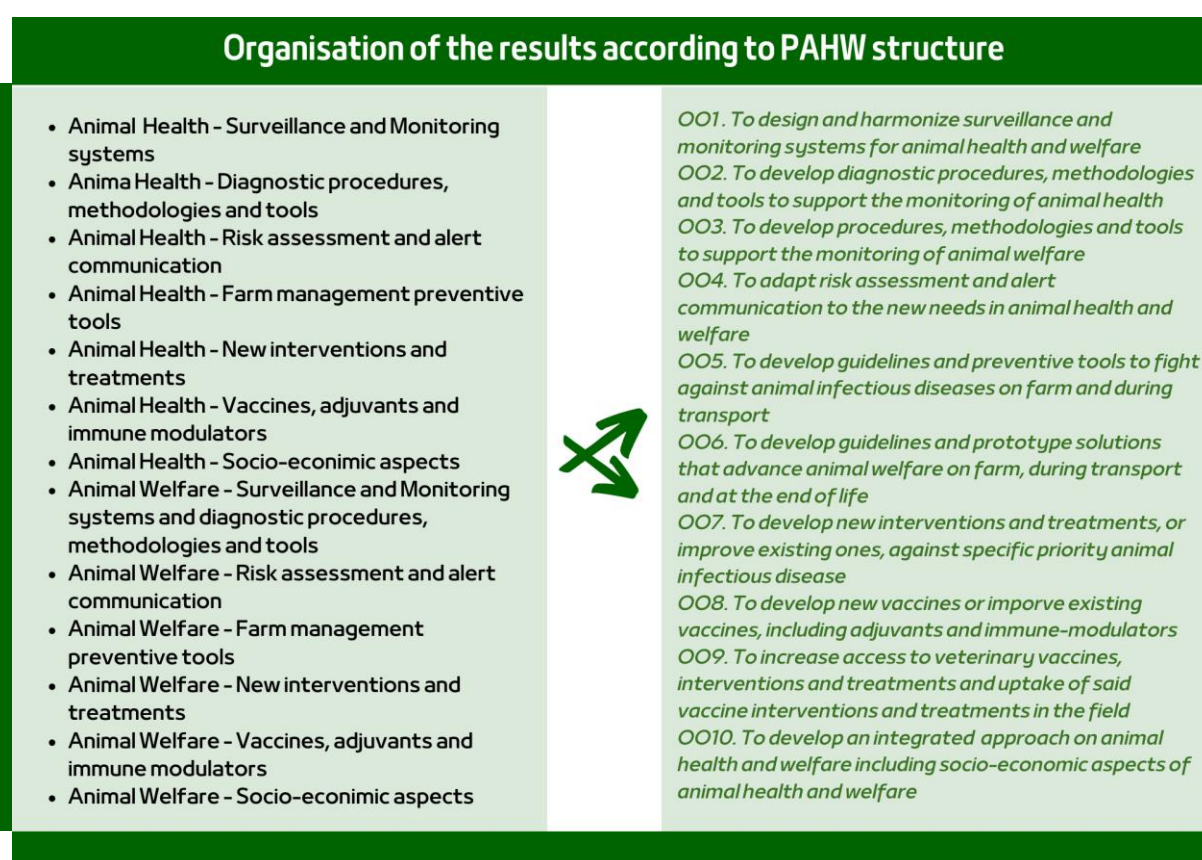 Organisation of the results according to PAHW structure
• Animal Health - Surveillance and Monitoring
systems
• Anima Health - Diagnostic procedures,
methodologies and tools
• Animal Health - Risk assessment and alert
communication
• Animal Health - Farm management preventive
tools
• Animal Health - New interventions and
treatments
• Animal Health - Vaccines, adjuvants and
immune modulators
• Animal Health - Socio-econimic aspects
• Animal Welfare - Surveillance and Monitoring
systems and diagnostic procedures,
methodologies and tools
• Animal Welfare - Risk assessment and alert
communication
• Animal Welfare - Farm management
preventive tools
• Animal Welfare - New interventions and
treatments
• Animal Welfare - Vaccines, adjuvants and
immune modulators
• Animal Welfare - Socio-econimic aspects
OO1. To design and harmonize surveillance and
monitoring systems for animal health and welfare
OO2. To develop diagnostic procedures, methodologies
and tools to support the monitoring of animal health
OO3. To develop procedures, methodologies and tools
to support the monitoring of animal welfare
OO4. To adapt risk assessment and alert
communication to the new needs in animal health and
welfare
OO5. To develop guidelines and preventive tools to fight
against animal infectious diseases on farm and during
transport
OO6. To develop guidelines and prototype solutions
that advance animal welfare on farm, during transport
and at the end of life
OO7. To develop new interventions and treatments, or
improve existing ones, against specific priority animal
infectious disease
OO8. To develop new vaccines or imporve existing
vaccines, including adjuvants and immune-modulators
OO9. To increase access to veterinary vaccines,
interventions and treatments and uptake of said
vaccine interventions and treatments in the field
OO10. To develop an integrated approach on animal
health and welfare including socio-economic aspects of
animal health and welfare